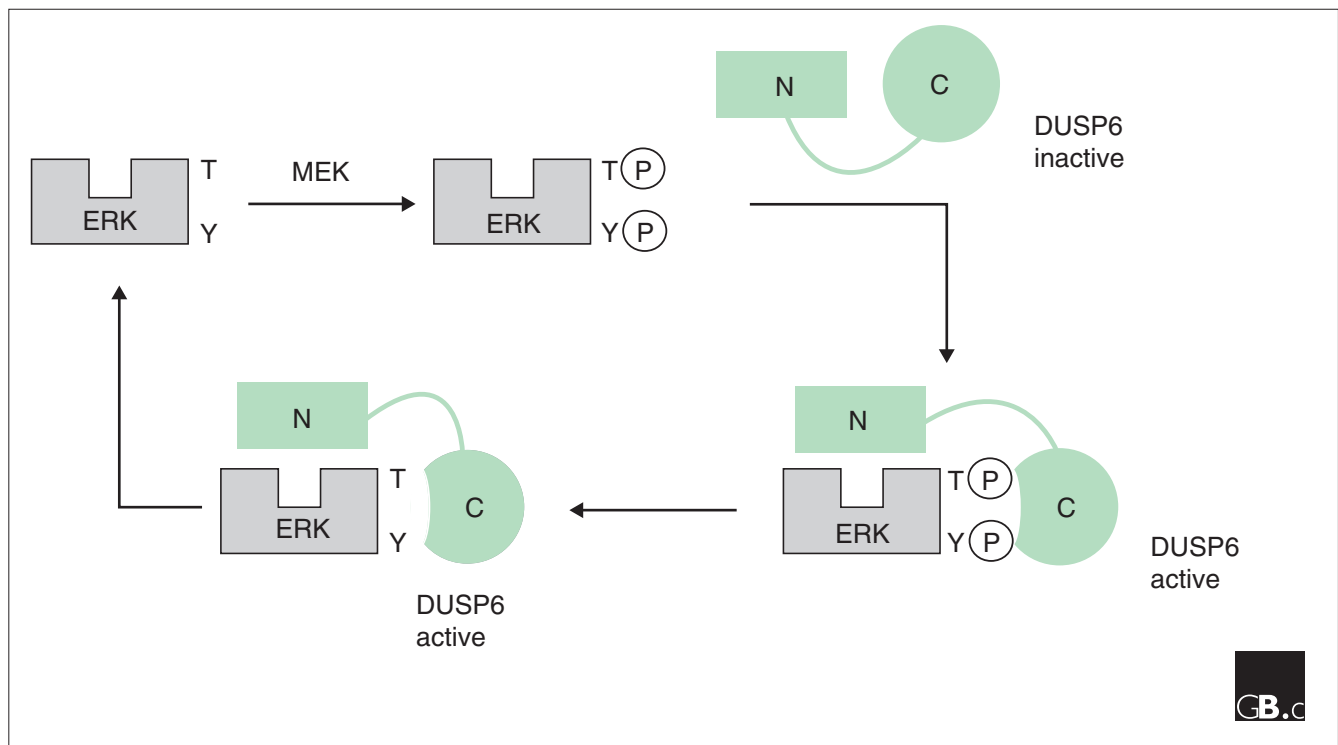 N
C
DUSP6
inactive
T
MEK
T P
ERK
Y
ERK
Y P
N
N
T
C
T P
C
ERK
Y
ERK
Y P
DUSP6
active
DUSP6
active
GB.c